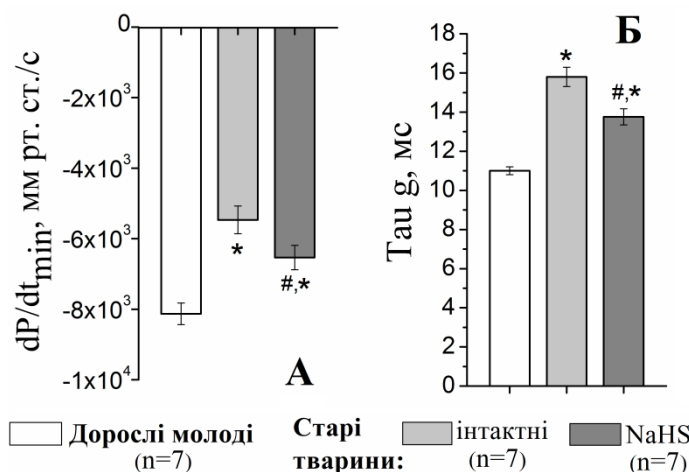 0
-2x10³
-4x10³
-6x10³
-8x10³
-1x10⁴
dP/dt min, мм рт. ст./с
*
#,*
А
18
16
14
12
10
8
6
4
2
0
Tau g, мс
*
#,*
Б
Дорослі молоді
(n=7)
Старі
тварини:
інтактні
(n=7)
NaHS
(n=7)